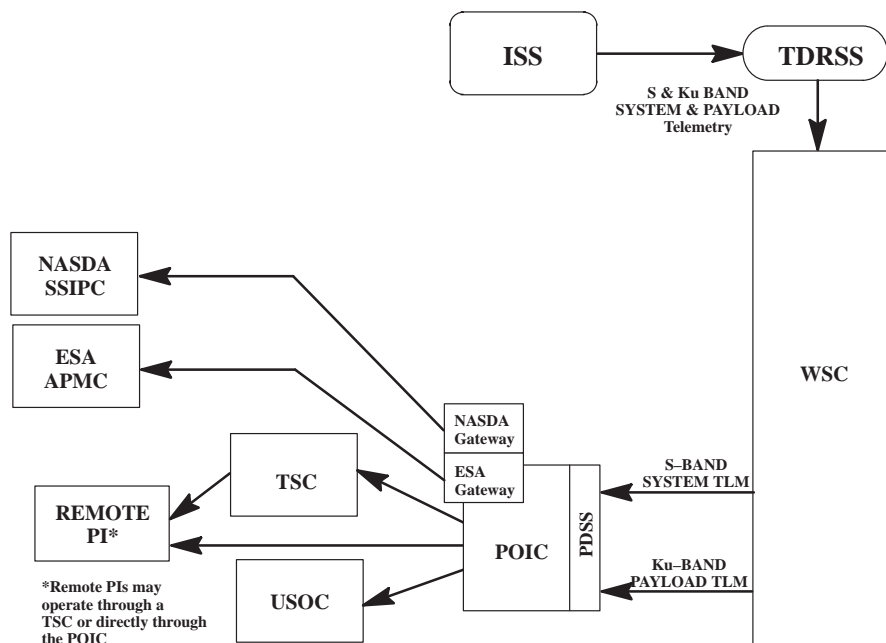 ISS
TDRSS
S & Ku BAND
SYSTEM & PAYLOAD
Telemetry
NASDA
SSIPC
ESA
APMC
WSC
NASDA
Gateway
ESA
Gateway
TSC
S–BAND
SYSTEM TLM
REMOTE
PI*
POIC
PDSS
Ku–BAND
PAYLOAD TLM
USOC
*Remote PIs may
operate through a
TSC or directly through
the POIC